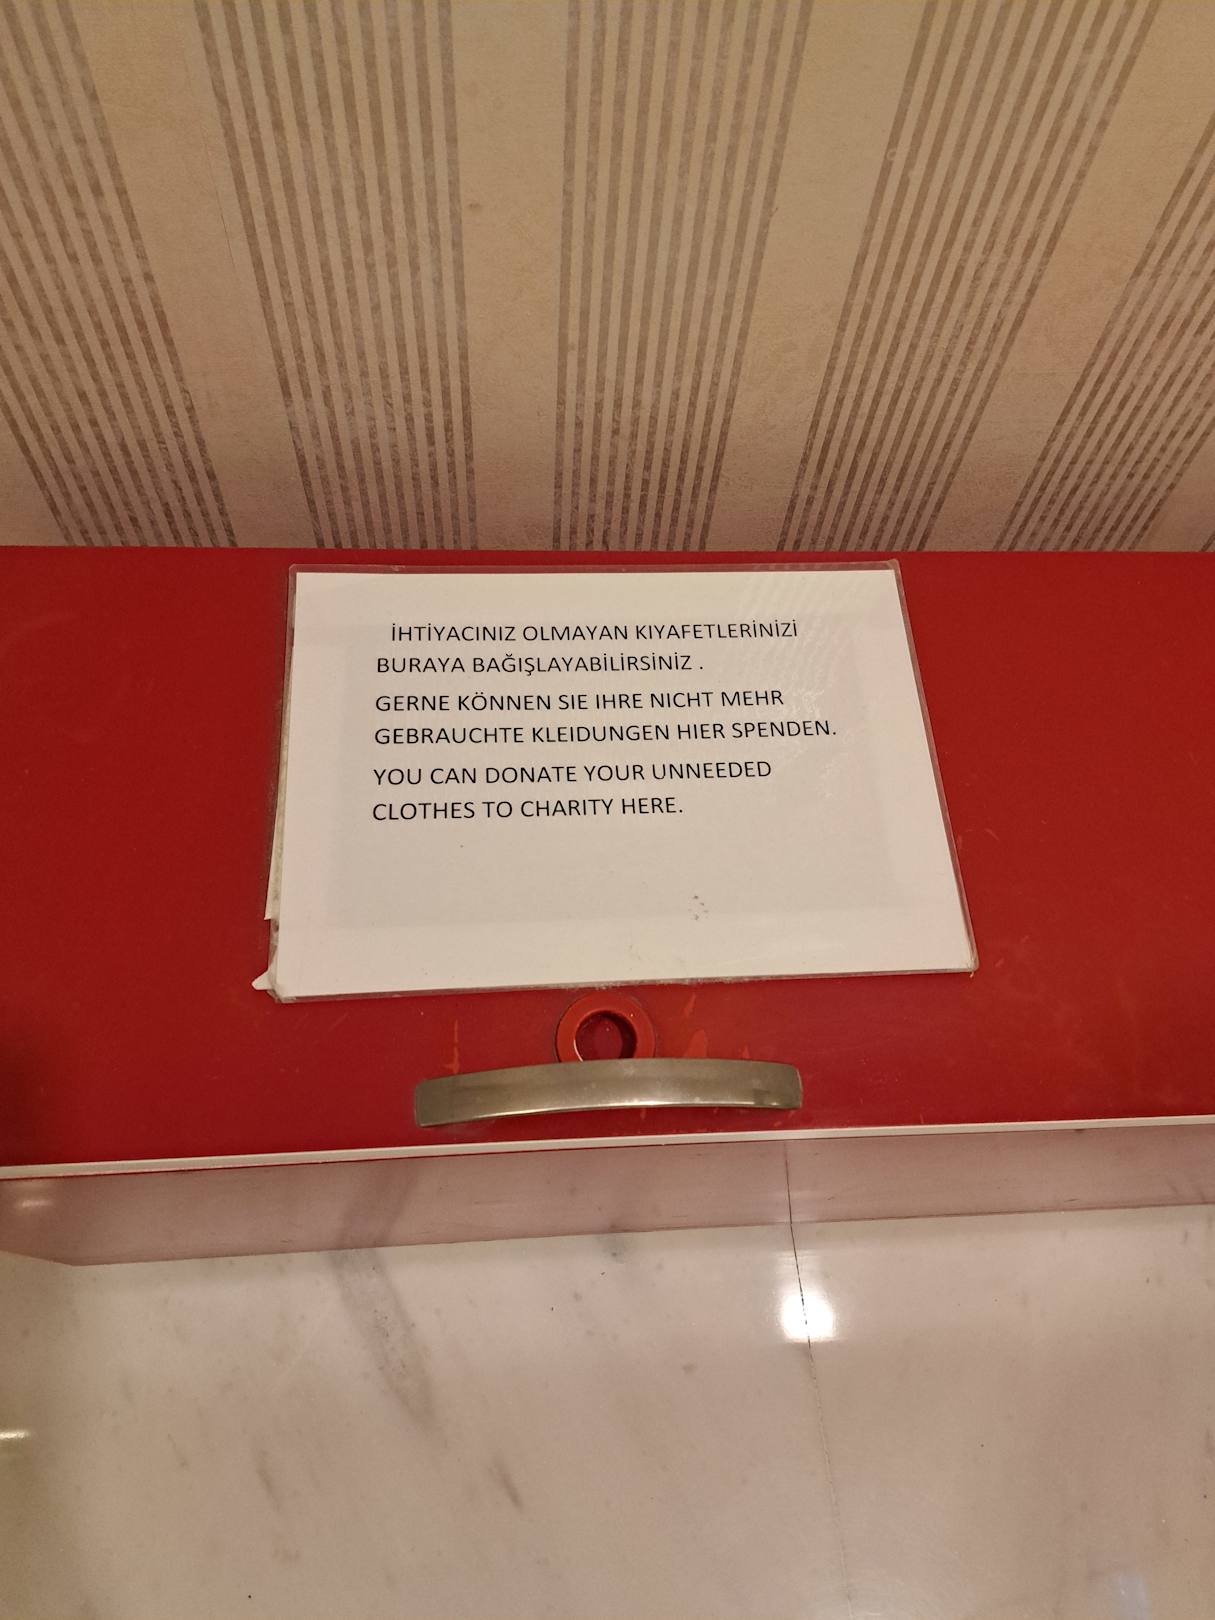 İHTİYACINIZ OLMAYAN KIYAFETLERİNİZİ
BURAYA BAĞIŞLAYABİLİRSİNİZ .
GERNE KÖNNEN SIE IHRE NICHT MEHR
GEBRAUCHTE KLEIDUNGEN HIER SPENDEN.
YOU CAN DONATE YOUR UNNEEDED
CLOTHES TO CHARITY HERE.